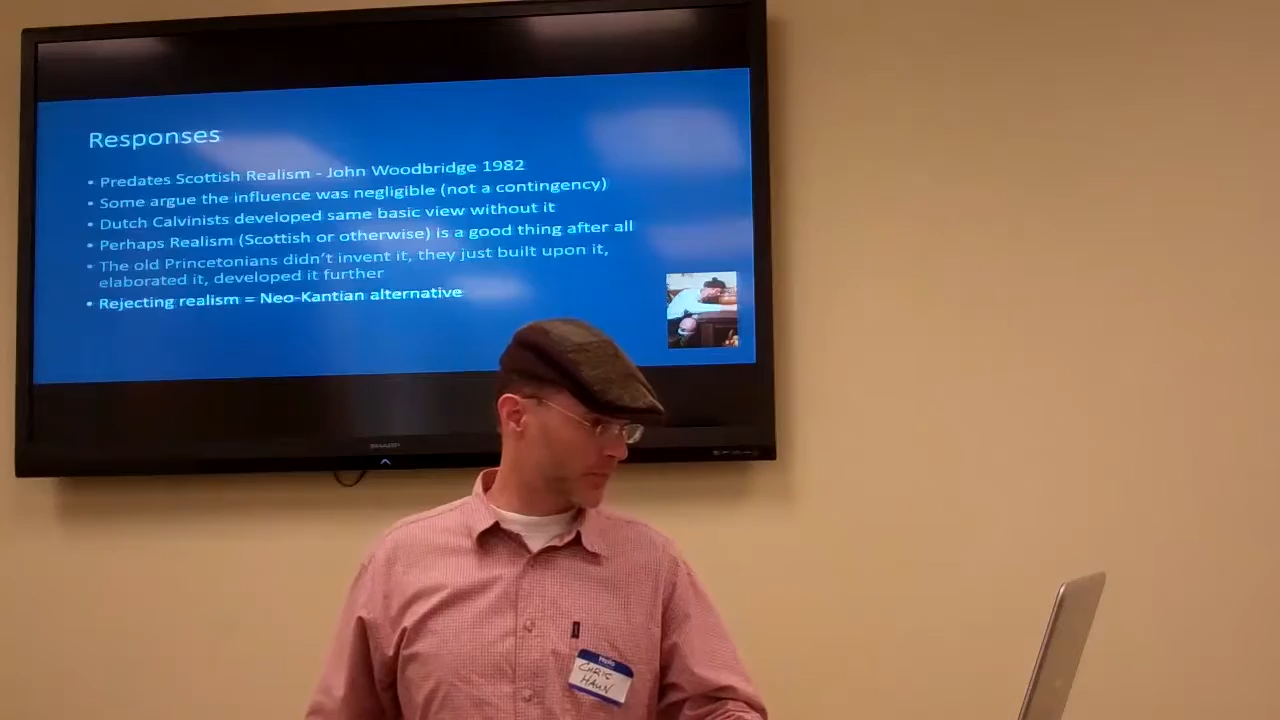 Responses
• Predates Scottish Realism - John Woodbridge 1982
• Some argue the influence was negligible (not a contingency)
• Dutch Calvinists developed same basic view without it
• Perhaps Realism (Scottish or otherwise) is a good thing after all
• The old Princetonians didn't invent it, they just built upon it,
elaborated it, developed it further
• Rejecting realism = Neo-Kantian alternative
SHARP
Hello
CHRIS
HAUN